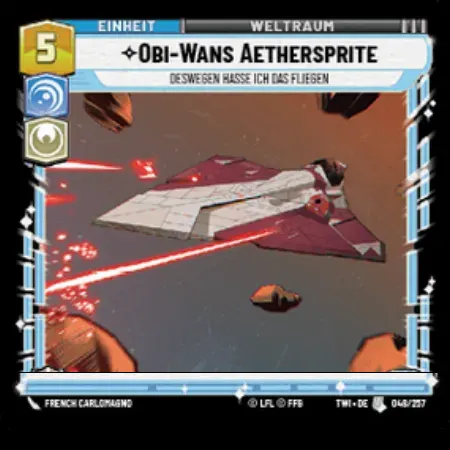 EINHEIT WELTRAUM
5
✧OBI-WANS AETHERSPRITE
DESWEGEN HASSE ICH DAS FLIEGEN
FRENCH CARLOMAGNO © LFL © FFG TWI • DE 046/257